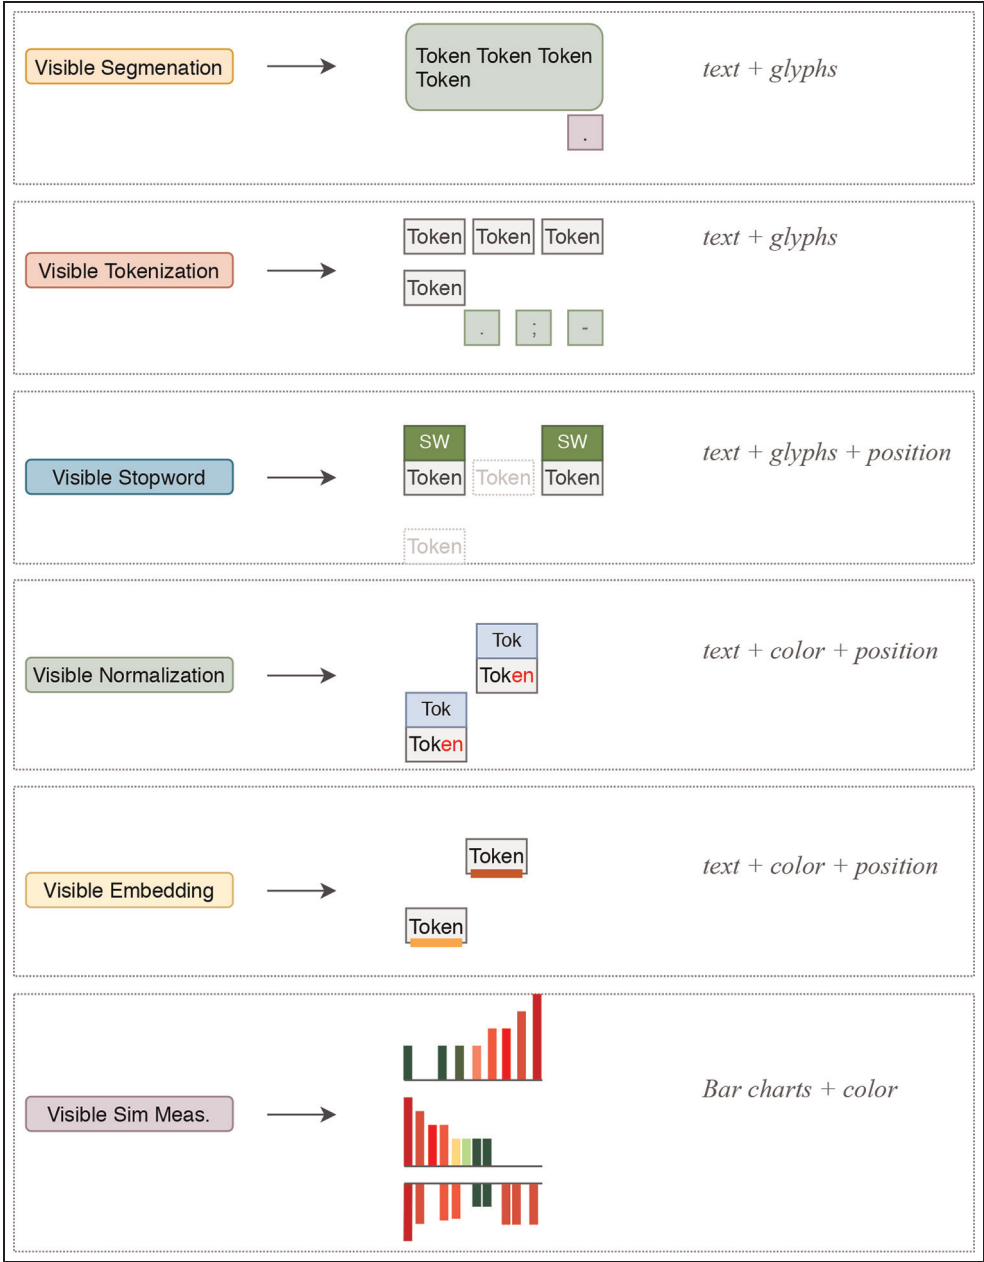 Visible Segmenation
Token Token Token
Token
.
text + glyphs
Visible Tokenization
Token Token Token
Token
. ; -
text + glyphs
Visible Stopword
SW SW
Token Token Token
Token
text + glyphs + position
Visible Normalization
Tok
Token
Tok
Token
text + color + position
Visible Embedding
Token
Token
text + color + position
Visible Sim Meas.
Bar charts + color